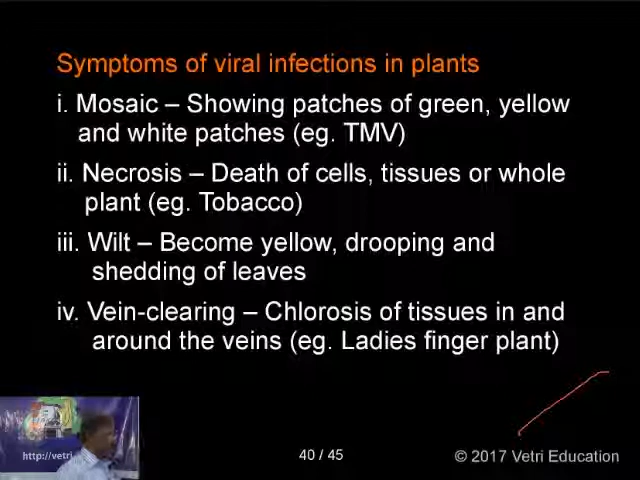 Symptoms of viral infections in plants
i. Mosaic – Showing patches of green, yellow
and white patches (eg. TMV)
ii. Necrosis – Death of cells, tissues or whole
plant (eg. Tobacco)
iii. Wilt – Become yellow, drooping and
shedding of leaves
iv. Vein-clearing – Chlorosis of tissues in and
around the veins (eg. Ladies finger plant)
http://vetri
40 / 45
© 2017 Vetri Education